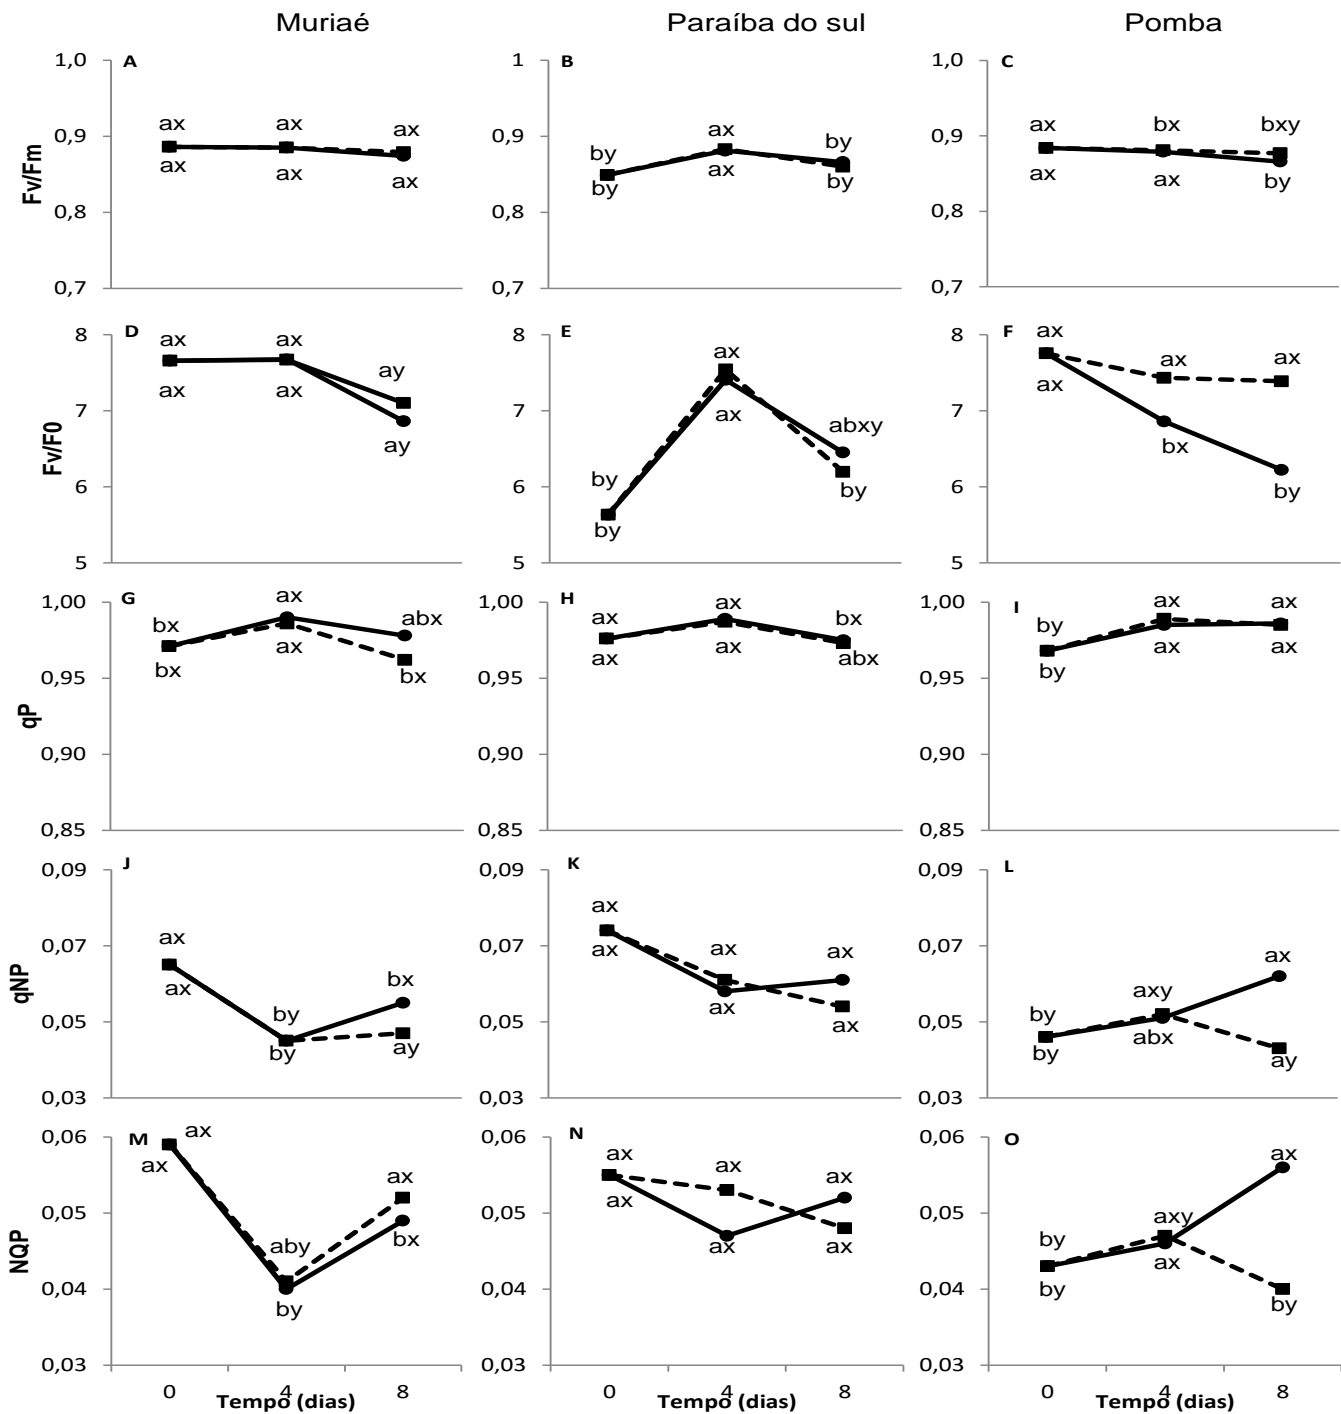 Muriaé Paraíba do sul Pomba
A B C
1,0 1 1,0
ax ax ax by ax by ax bx bxy
0,9 0,9 0,9
ax ax ax by ax by ax ax by
Fv/Fm
0,8 0,8 0,8
0,7 0,7 0,7
D E F
8 8 8
ax ax ay by ax abxy ax ax ax
7 7 7
ax ax ay by ax by ax bx by
Fv/F0
6 6 6
5 5 5
G H I
1,00 1,00 1,00
bx ax abx ax ax bx by ax ax
bx ax bx ax ax abx by ax ax
0,95 0,95 0,95
qP
0,90 0,90 0,90
0,85 0,85 0,85
J K L
0,09 0,09 0,09
ax by bx ax ax ax by axy ax
0,07 0,07 0,07
ax by ay ax ax ax by abx ay
qNP
0,05 0,05 0,05
0,03 0,03 0,03
M N O
0,06 0,06 0,06
ax aby ax ax ax ax by axy ax
0,05 0,05 0,05
ax by bx ax ax ax by ax by
NQP
0,04 0,04 0,04
0,03 0,03 0,03
0 4 8 0 4 8 0 4 8
Tempo (dias) Tempo (dias) Tempo (dias)